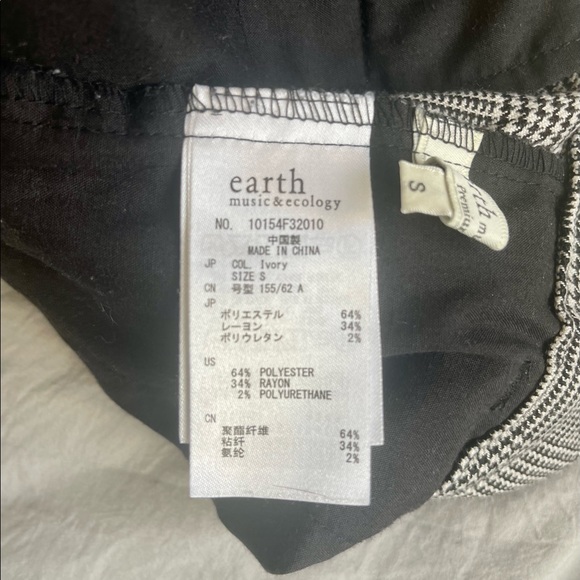 earth
music&ecology
NO. 10154F32010
中国製
MADE IN CHINA
JP COL. Ivory
SIZE S
CN 号型 155/62 A
JP
ポリエステル 64%
レーヨン 34%
ポリウレタン 2%
US
64% POLYESTER
34% RAYON
2% POLYURETHANE
CN
聚酯纤维 64%
粘纤 34%
氨纶 2%
S